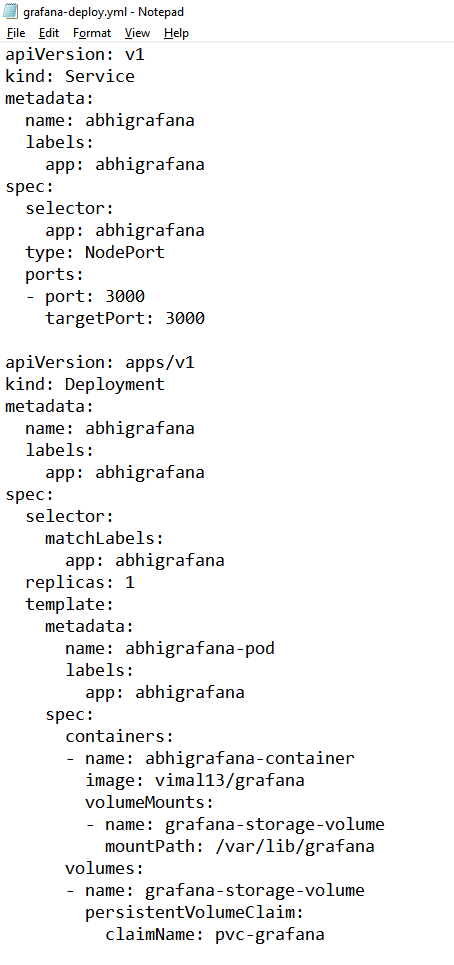 grafana-deploy.yml - Notepad
File Edit Format View Help
apiVersion: v1
kind: Service
metadata:
  name: abhigrafana
  labels:
    app: abhigrafana
spec:
  selector:
    app: abhigrafana
  type: NodePort
  ports:
  - port: 3000
    targetPort: 3000

apiVersion: apps/v1
kind: Deployment
metadata:
  name: abhigrafana
  labels:
    app: abhigrafana
spec:
  selector:
    matchLabels:
      app: abhigrafana
  replicas: 1
  template:
    metadata:
      name: abhigrafana-pod
      labels:
        app: abhigrafana
    spec:
      containers:
      - name: abhigrafana-container
        image: vimal13/grafana
        volumeMounts:
        - name: grafana-storage-volume
          mountPath: /var/lib/grafana
      volumes:
      - name: grafana-storage-volume
        persistentVolumeClaim:
          claimName: pvc-grafana